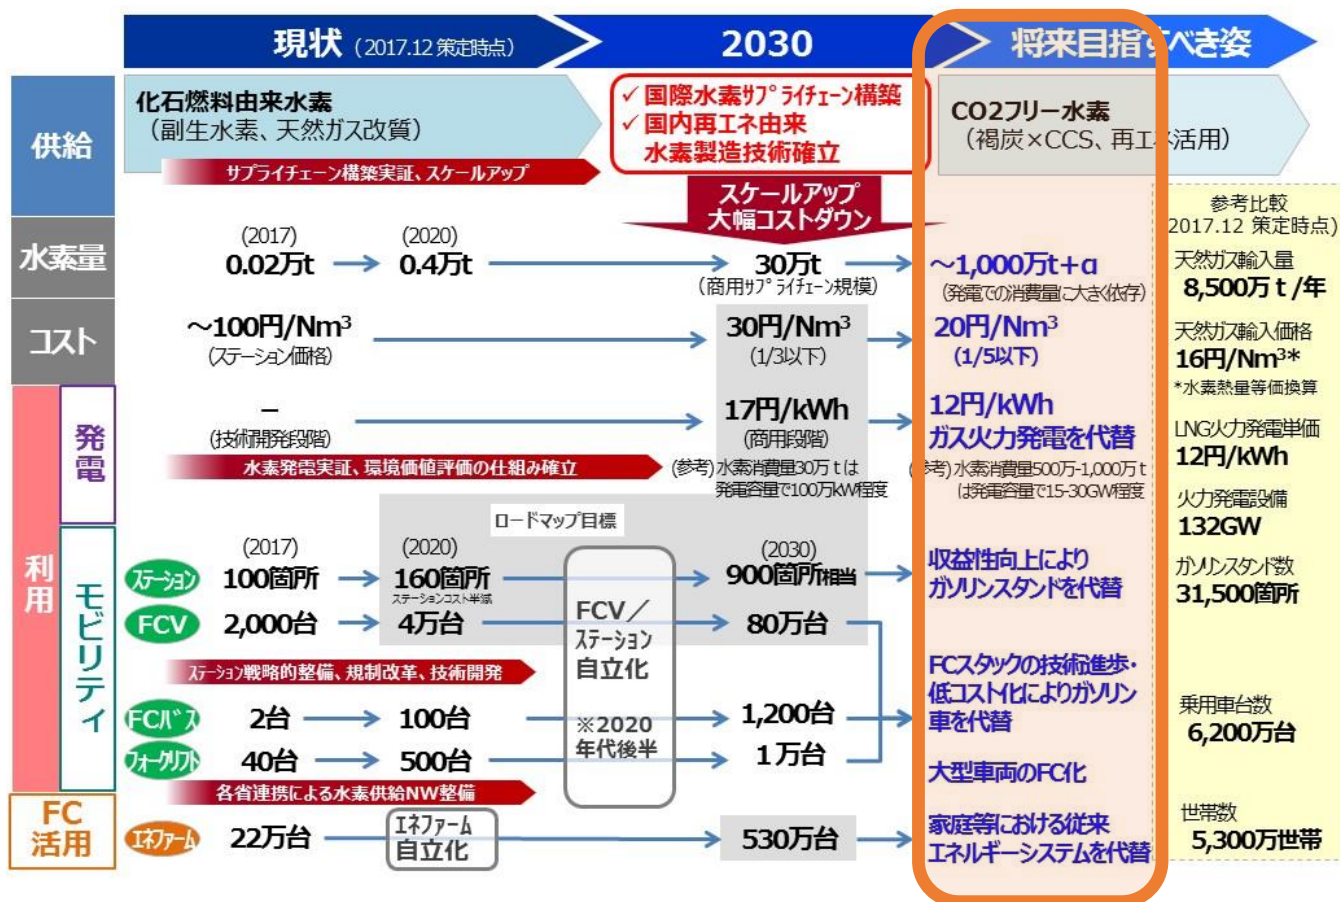 現状（2017.12 策定時点）
2030
将来目指すべき姿
供給
化石燃料由来水素
（副生水素、天然ガス改質）
サプライチェーン構築実証、スケールアップ
✓国際水素ｻﾌﾟﾗｲﾁｪｰﾝ構築
✓国内再エネ由来
水素製造技術確立
CO2フリー水素
（褐炭×CCS、再エネ活用）
スケールアップ
大幅コストダウン
参考比較
2017.12 策定時点)
水素量
(2017)
0.02万t
(2020)
0.4万t
30万t
(商用ｻﾌﾟﾗｲﾁｪｰﾝ規模)
～1,000万t+α
(発電での消費量に大きく依存)
天然ガス輸入量
8,500万ｔ/年
コスト
～100円/Nm³
(ステーション価格)
30円/Nm³
(1/3以下)
20円/Nm³
(1/5以下)
天然ガス輸入価格
16円/Nm³*
*水素熱量等価換算
利用
発電
－
(技術開発段階)
水素発電実証、環境価値評価の仕組み確立
17円/kWh
(商用段階)
(参考)水素消費量30万ｔは
発電容量で100万kW程度
12円/kWh
ガス火力発電を代替
(参考)水素消費量500万-1,000万ｔ
は発電容量で15-30GW程度
LNG火力発電単価
12円/kWh
火力発電設備
132GW
ロードマップ目標
モビリティ
(2017)
(2020)
(2030)
ｽﾃｰｼｮﾝ
100箇所
160箇所
ステーションコスト半減
900箇所相当
収益性向上により
ガソリンスタンドを代替
ガソリンスタンド数
31,500箇所
FCV
2,000台
4万台
80万台
FCV／
ｽﾃｰｼｮﾝ
自立化
※2020
年代後半
ｽﾃｰｼｮﾝ戦略的整備、規制改革、技術開発
FCスタックの技術進歩・
低コスト化によりガソリン
車を代替
FCﾊﾞｽ
2台
100台
1,200台
乗用車台数
6,200万台
ﾌｫｰｸﾘﾌﾄ
40台
500台
1万台
大型車両のFC化
各省連携による水素供給NW整備
FC
活用
ｴﾈﾌｧｰﾑ
22万台
ｴﾈﾌｧｰﾑ
自立化
530万台
家庭等における従来
エネルギーシステムを代替
世帯数
5,300万世帯